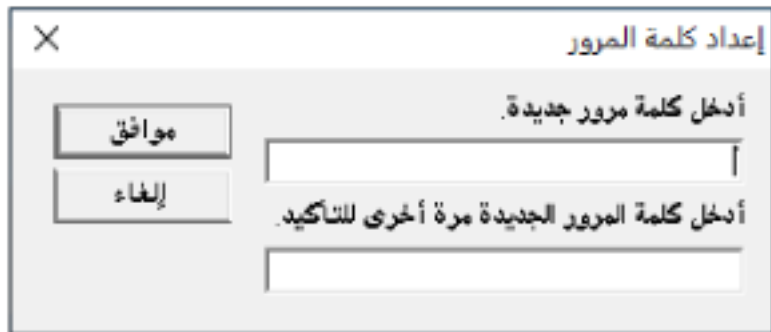 إعداد كلمة المرور
أدخل كلمة مرور جديدة.
موافق
إلغاء
أدخل كلمة المرور الجديدة مرة أخرى للتأكيد.